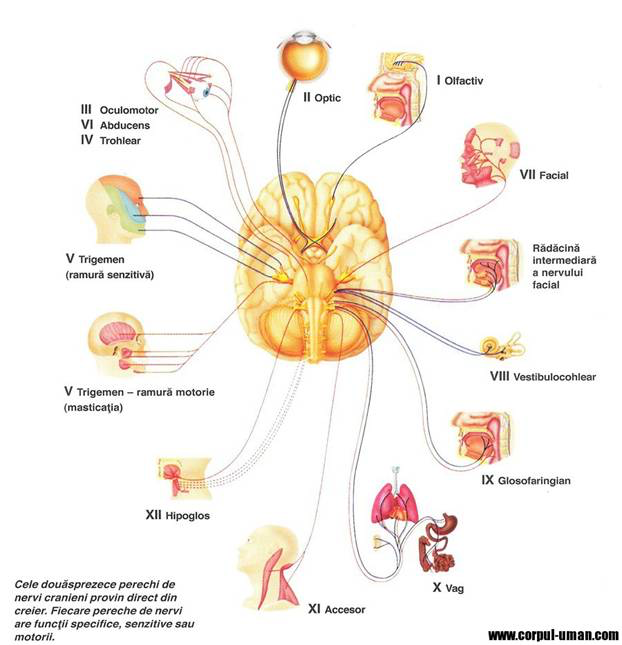 II Optic
I Olfactiv
III Oculomotor
VI Abducens
IV Trohlear
VII Facial
V Trigemen
(ramură senzitivă)
Rădăcină
intermediară
a nervului
facial
V Trigemen – ramură motorie
(masticaţia)
VIII Vestibulocohlear
IX Glosofaringian
XII Hipoglos
X Vag
XI Accesor
Cele douăsprezece perechi de
nervi cranieni provin direct din
creier. Fiecare pereche de nervi
are funcţii specifice, senzitive sau
motorii.
www.corpul-uman.com